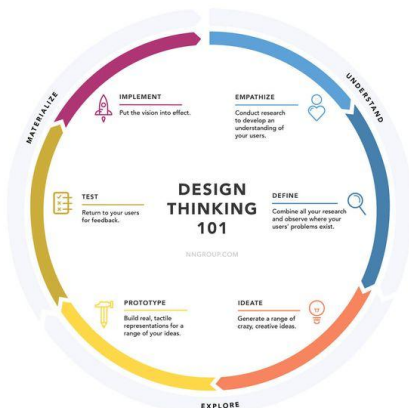 DESIGN
THINKING
101
NNGROUP.COM
UNDERSTAND
EMPATHIZE
Conduct research
to develop an
understanding of
your users.
DEFINE
Combine all your research
and observe where your
users' problems exist.
EXPLORE
IDEATE
Generate a range of
crazy, creative ideas.
PROTOTYPE
Build real, tactile
representations for a
range of your ideas.
MATERIALIZE
TEST
Return to your users
for feedback.
IMPLEMENT
Put the vision into effect.